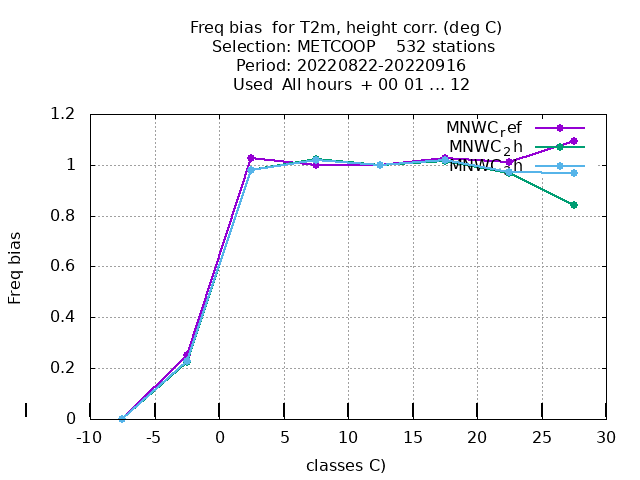 Freq bias  for T2m, height corr. (deg C)
Selection: METCOOP    532 stations
Period: 20220822-20220916
Used  All hours  + 00 01 ... 12
MNWCref
MNWC2h
Freq bias
1.2
1
0.8
0.6
0.4
0.2
0
-10
-5
0
5
10
15
20
25
30
classes C)